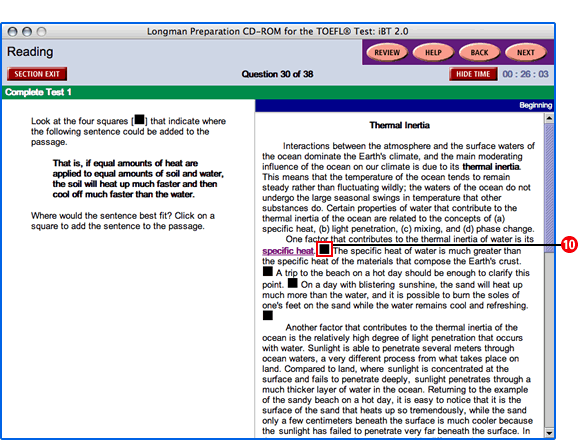 Longman Preparation CD-ROM for the TOEFL® Test: iBT 2.0
Reading
REVIEW HELP BACK NEXT
SECTION EXIT
Question 30 of 38
HIDE TIME 00 : 26 : 03
Complete Test 1
Beginning
Look at the four squares [■] that indicate where
the following sentence could be added to the
passage.
That is, if equal amounts of heat are
applied to equal amounts of soil and water,
the soil will heat up much faster and then
cool off much faster than the water.
Where would the sentence best fit? Click on a
square to add the sentence to the passage.
Thermal Inertia
Interactions between the atmosphere and the surface waters of
the ocean dominate the Earth's climate, and the main moderating
influence of the ocean on our climate is due to its thermal inertia.
This means that the temperature of the ocean tends to remain
steady rather than fluctuating wildly; the waters of the ocean do not
undergo the large seasonal swings in temperature that other
substances do. Certain properties of water that contribute to the
thermal inertia of the ocean are related to the concepts of (a)
specific heat, (b) light penetration, (c) mixing, and (d) phase change.
One factor that contributes to the thermal inertia of water is its
specific heat. ■ The specific heat of water is much greater than
the specific heat of the materials that compose the Earth's crust.
■ A trip to the beach on a hot day should be enough to clarify this
point. ■ On a day with blistering sunshine, the sand will heat up
much more than the water, and it is possible to burn the soles of
one's feet on the sand while the water remains cool and refreshing.
■
Another factor that contributes to the thermal inertia of the
ocean is the relatively high degree of light penetration that occurs
with water. Sunlight is able to penetrate several meters through
ocean waters, a very different process from what takes place on
land. Compared to land, where sunlight is concentrated at the
surface and fails to penetrate deeply, sunlight penetrates through a
much thicker layer of water in the ocean. Returning to the example
of the sandy beach on a hot day, it is easy to notice that it is the
surface of the sand that heats up so tremendously, while the sand
only a few centimeters beneath the surface is much cooler because
the sunlight has failed to penetrate very far beneath the surface. In
10